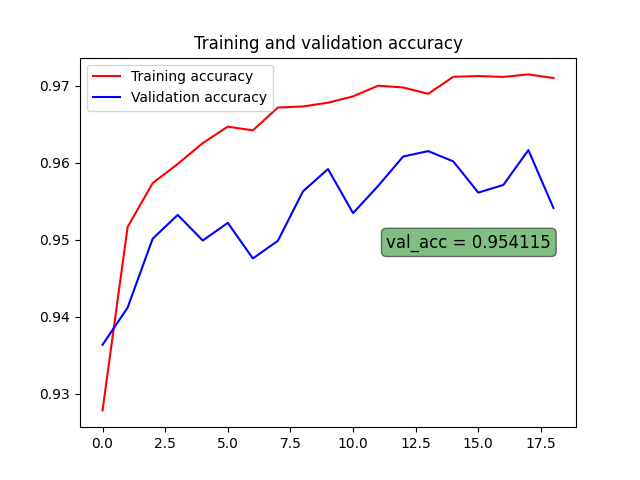 Training and validation accuracy
Training accuracy
Validation accuracy
0.97
0.96
0.95
0.94
0.93
val_acc = 0.954115
0.0 2.5 5.0 7.5 10.0 12.5 15.0 17.5